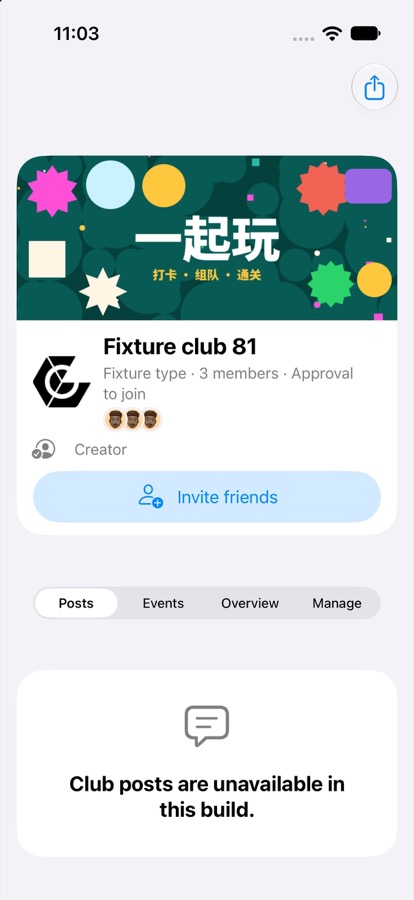 11:03
一起玩
打卡 • 组队 • 通关
Fixture club 81
Fixture type · 3 members · Approval
to join
Creator
Invite friends
Posts
Events
Overview
Manage
Club posts are unavailable in
this build.